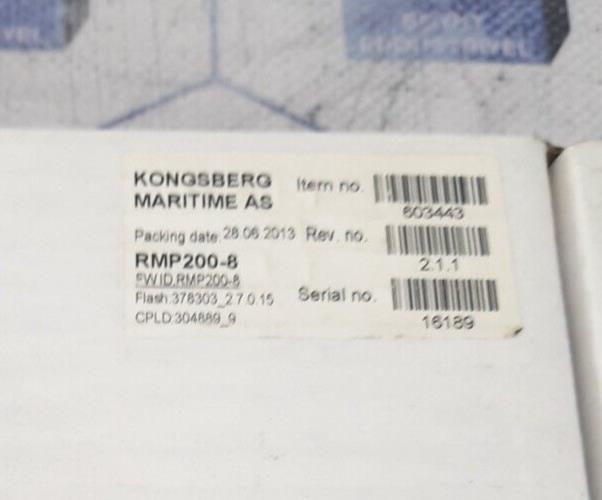 KONGSBERG
MARITIME AS
Item no.
603443
Packing date: 28.06.2013
Rev. no.
2.1.1
RMP200-8
SWID.RMP200-8
Flash:378303_2.7.0.15
CPLD:304889_9
Serial no.
16189